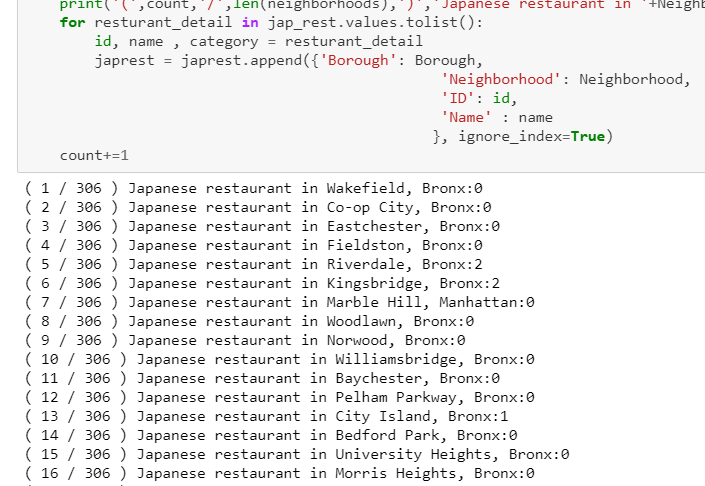 print('(',count,'/',len(neighborhoods),')','Japanese restaurant in '+Neighb
for resturant_detail in jap_rest.values.tolist():
id, name , category = resturant_detail
japrest = japrest.append({'Borough': Borough,
'Neighborhood': Neighborhood,
'ID': id,
'Name' : name
}, ignore_index=True)
count+=1
( 1 / 306 ) Japanese restaurant in Wakefield, Bronx:0
( 2 / 306 ) Japanese restaurant in Co-op City, Bronx:0
( 3 / 306 ) Japanese restaurant in Eastchester, Bronx:0
( 4 / 306 ) Japanese restaurant in Fieldston, Bronx:0
( 5 / 306 ) Japanese restaurant in Riverdale, Bronx:2
( 6 / 306 ) Japanese restaurant in Kingsbridge, Bronx:2
( 7 / 306 ) Japanese restaurant in Marble Hill, Manhattan:0
( 8 / 306 ) Japanese restaurant in Woodlawn, Bronx:0
( 9 / 306 ) Japanese restaurant in Norwood, Bronx:0
( 10 / 306 ) Japanese restaurant in Williamsbridge, Bronx:0
( 11 / 306 ) Japanese restaurant in Baychester, Bronx:0
( 12 / 306 ) Japanese restaurant in Pelham Parkway, Bronx:0
( 13 / 306 ) Japanese restaurant in City Island, Bronx:1
( 14 / 306 ) Japanese restaurant in Bedford Park, Bronx:0
( 15 / 306 ) Japanese restaurant in University Heights, Bronx:0
( 16 / 306 ) Japanese restaurant in Morris Heights, Bronx:0